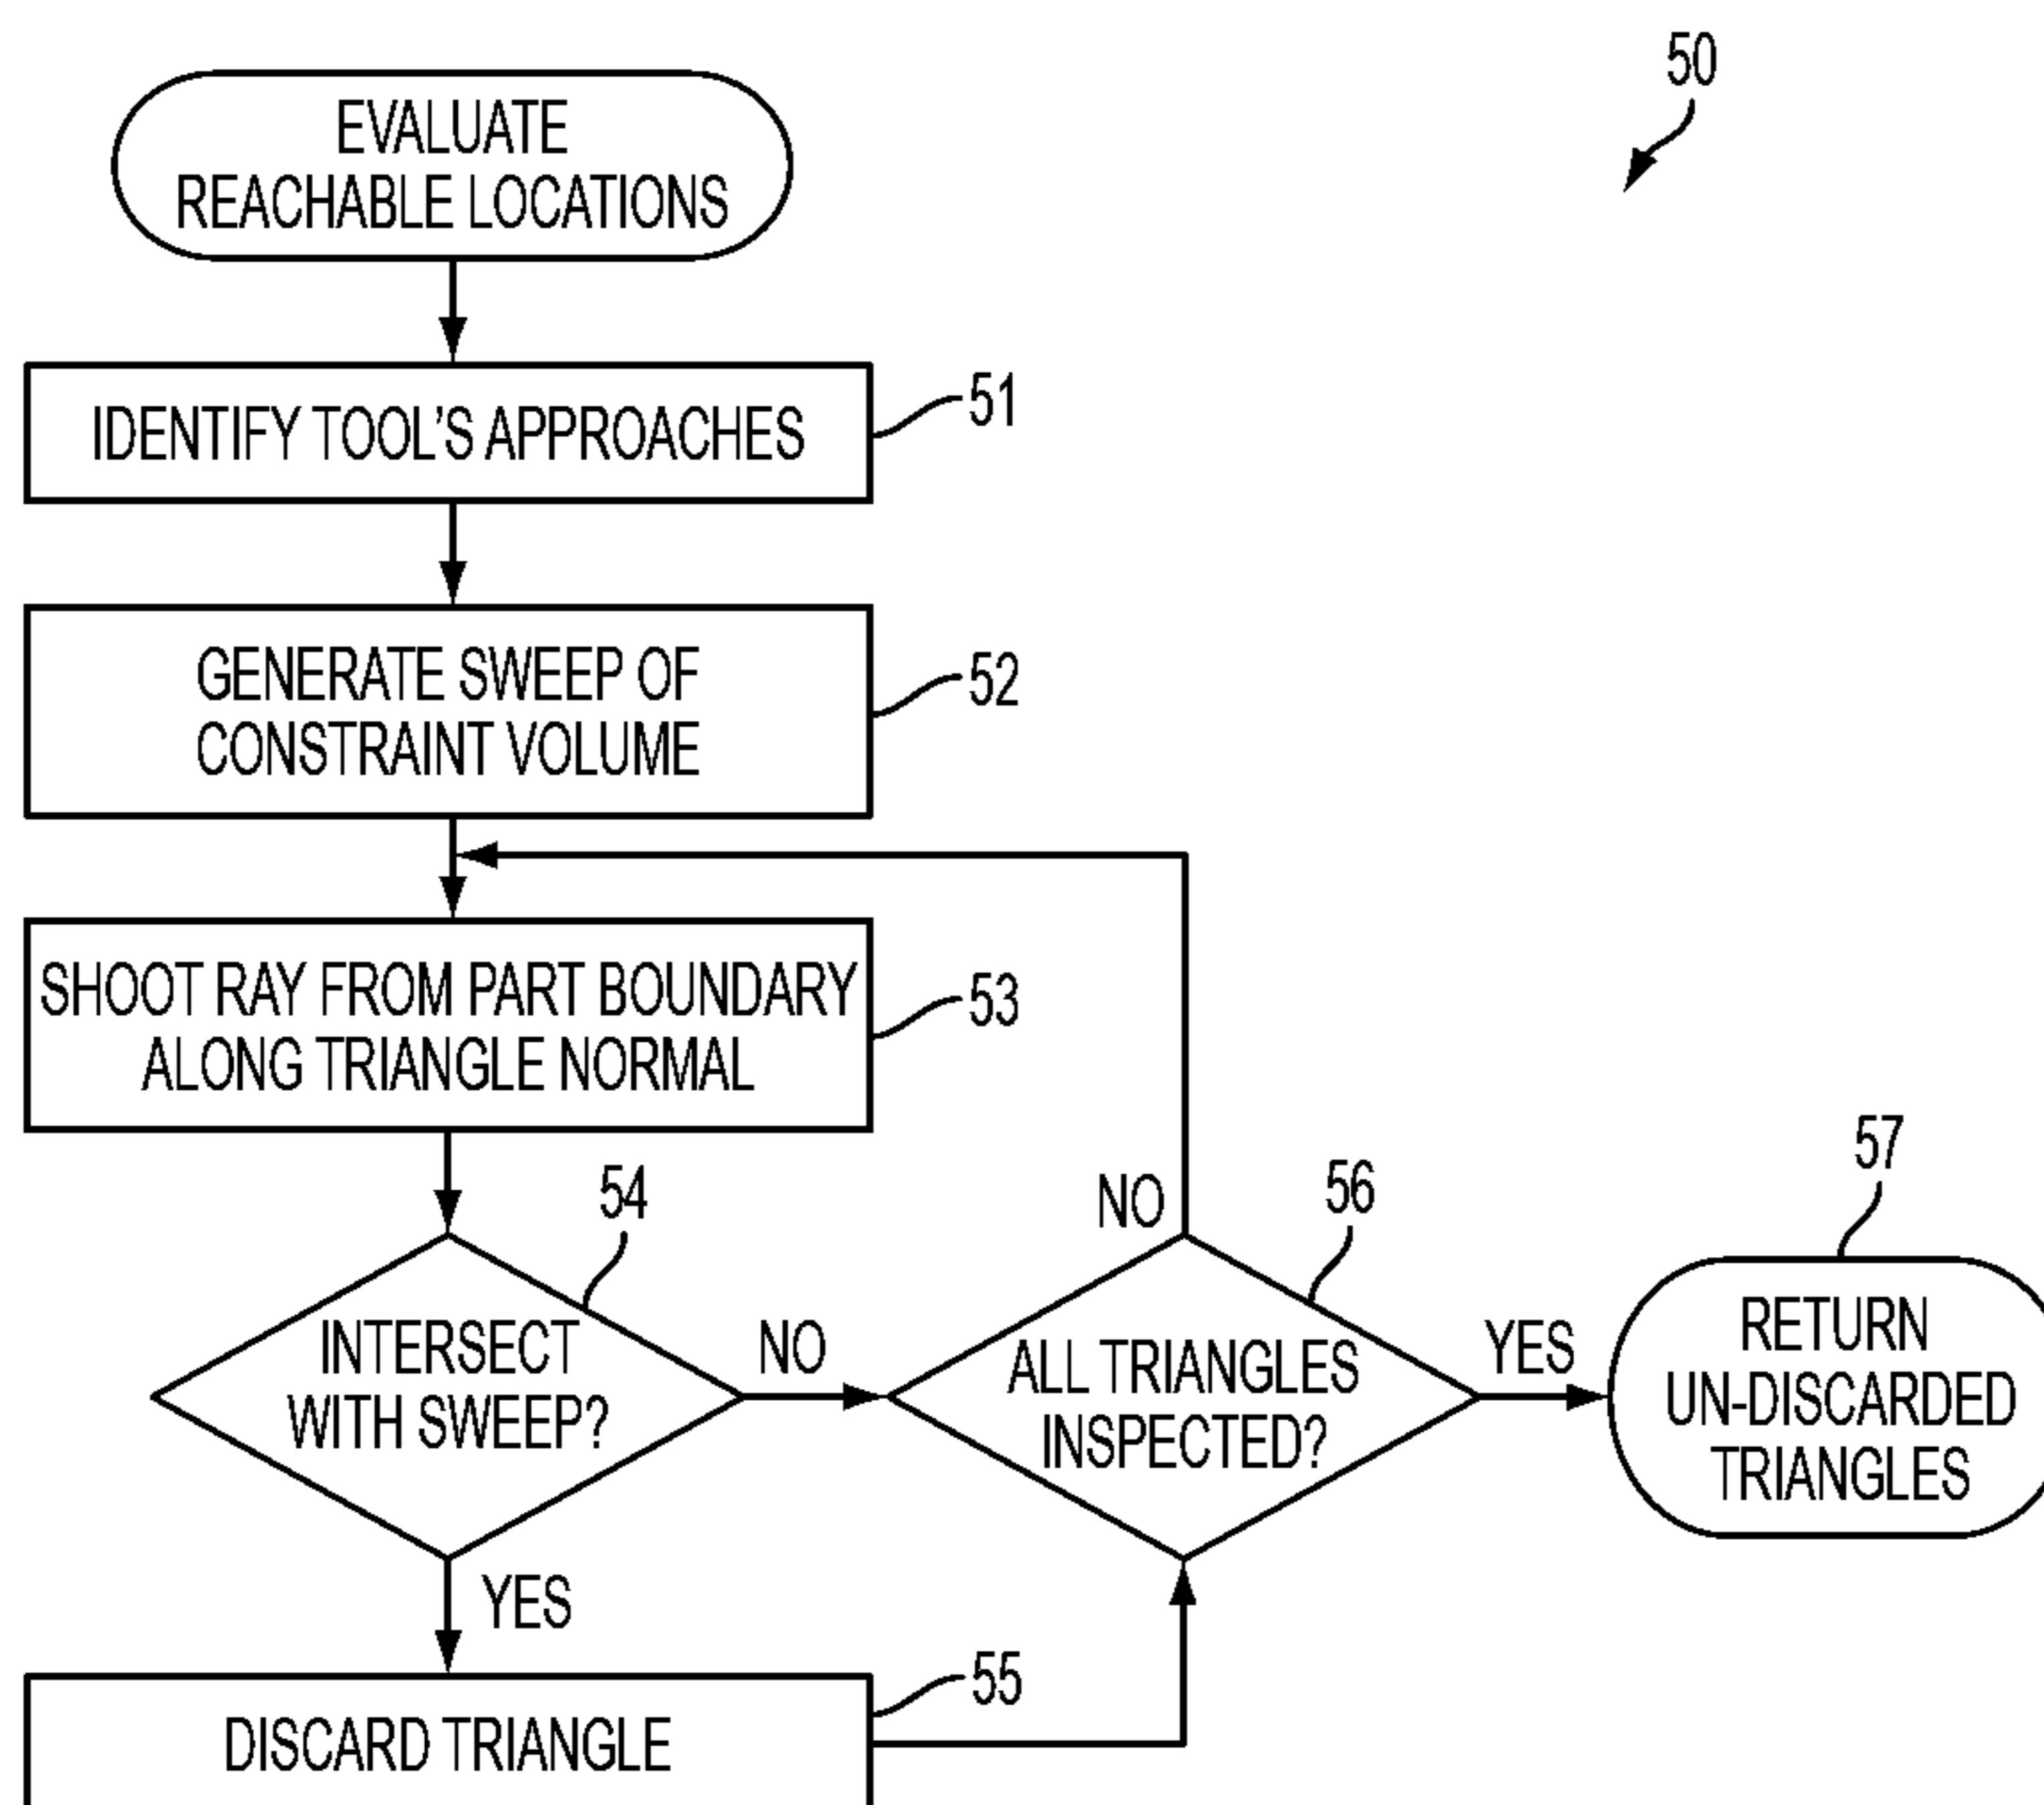 50
EVALUATE
REACHABLE LOCATIONS
IDENTIFY TOOL'S APPROACHES
51
GENERATE SWEEP OF
CONSTRAINT VOLUME
52
SHOOT RAY FROM PART BOUNDARY
ALONG TRIANGLE NORMAL
53
54
INTERSECT
WITH SWEEP?
NO
YES
NO
56
ALL TRIANGLES
INSPECTED?
YES
57
RETURN
UN-DISCARDED
TRIANGLES
55
DISCARD TRIANGLE